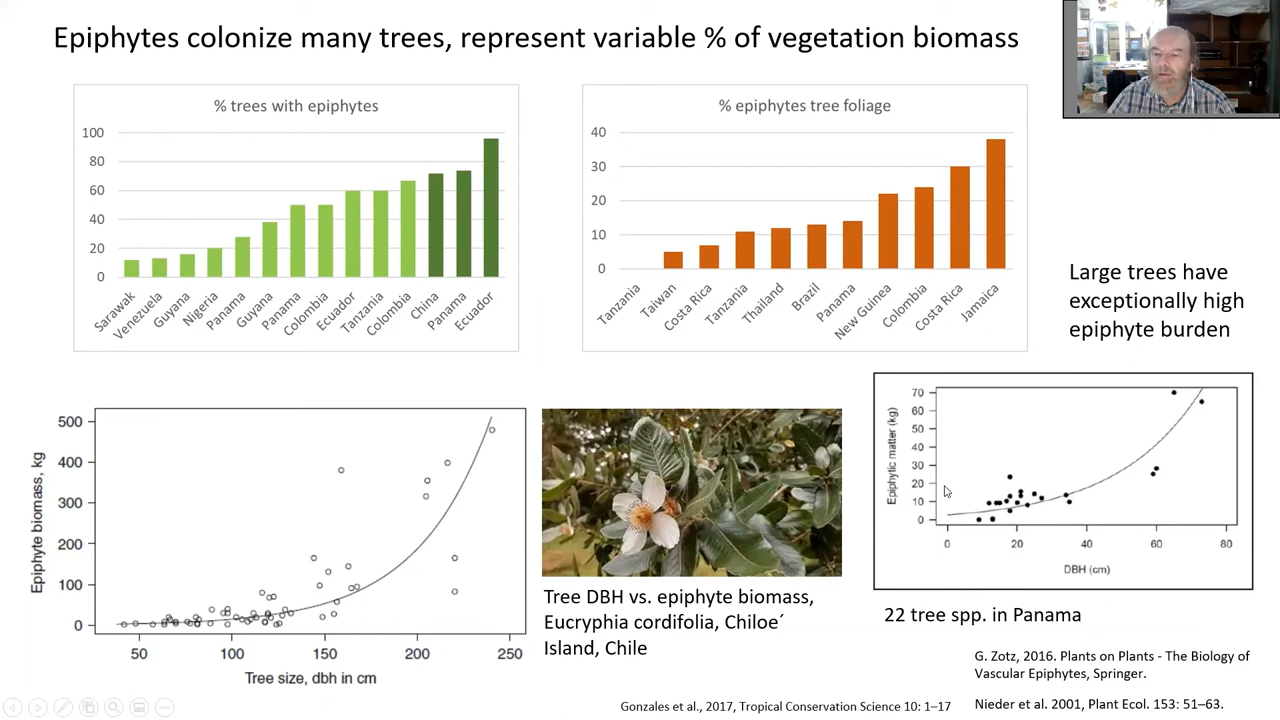 Epiphytes colonize many trees, represent variable % of vegetation biomass
% trees with epiphytes
100
80
60
40
20
0
Sarawak
Venezuela
Guyana
Nigeria
Panama
Guyana
Panama
Colombia
Ecuador
Tanzania
Colombia
China
Panama
Ecuador
% epiphytes tree foliage
40
30
20
10
0
Tanzania
Taiwan
Costa Rica
Tanzania
Thailand
Brazil
Panama
New Guinea
Colombia
Costa Rica
Jamaica
Large trees have
exceptionally high
epiphyte burden
Epiphyte biomass, kg
500
400
300
200
100
0
50 100 150 200 250
Tree size, dbh in cm
Tree DBH vs. epiphyte biomass,
Eucryphia cordifolia, Chiloe´
Island, Chile
Epiphytic matter (kg)
70
60
50
40
30
20
10
0
0 20 40 60 80
DBH (cm)
22 tree spp. in Panama
G. Zotz, 2016. Plants on Plants - The Biology of
Vascular Epiphytes, Springer.
Gonzales et al., 2017, Tropical Conservation Science 10: 1–17
Nieder et al. 2001, Plant Ecol. 153: 51–63.